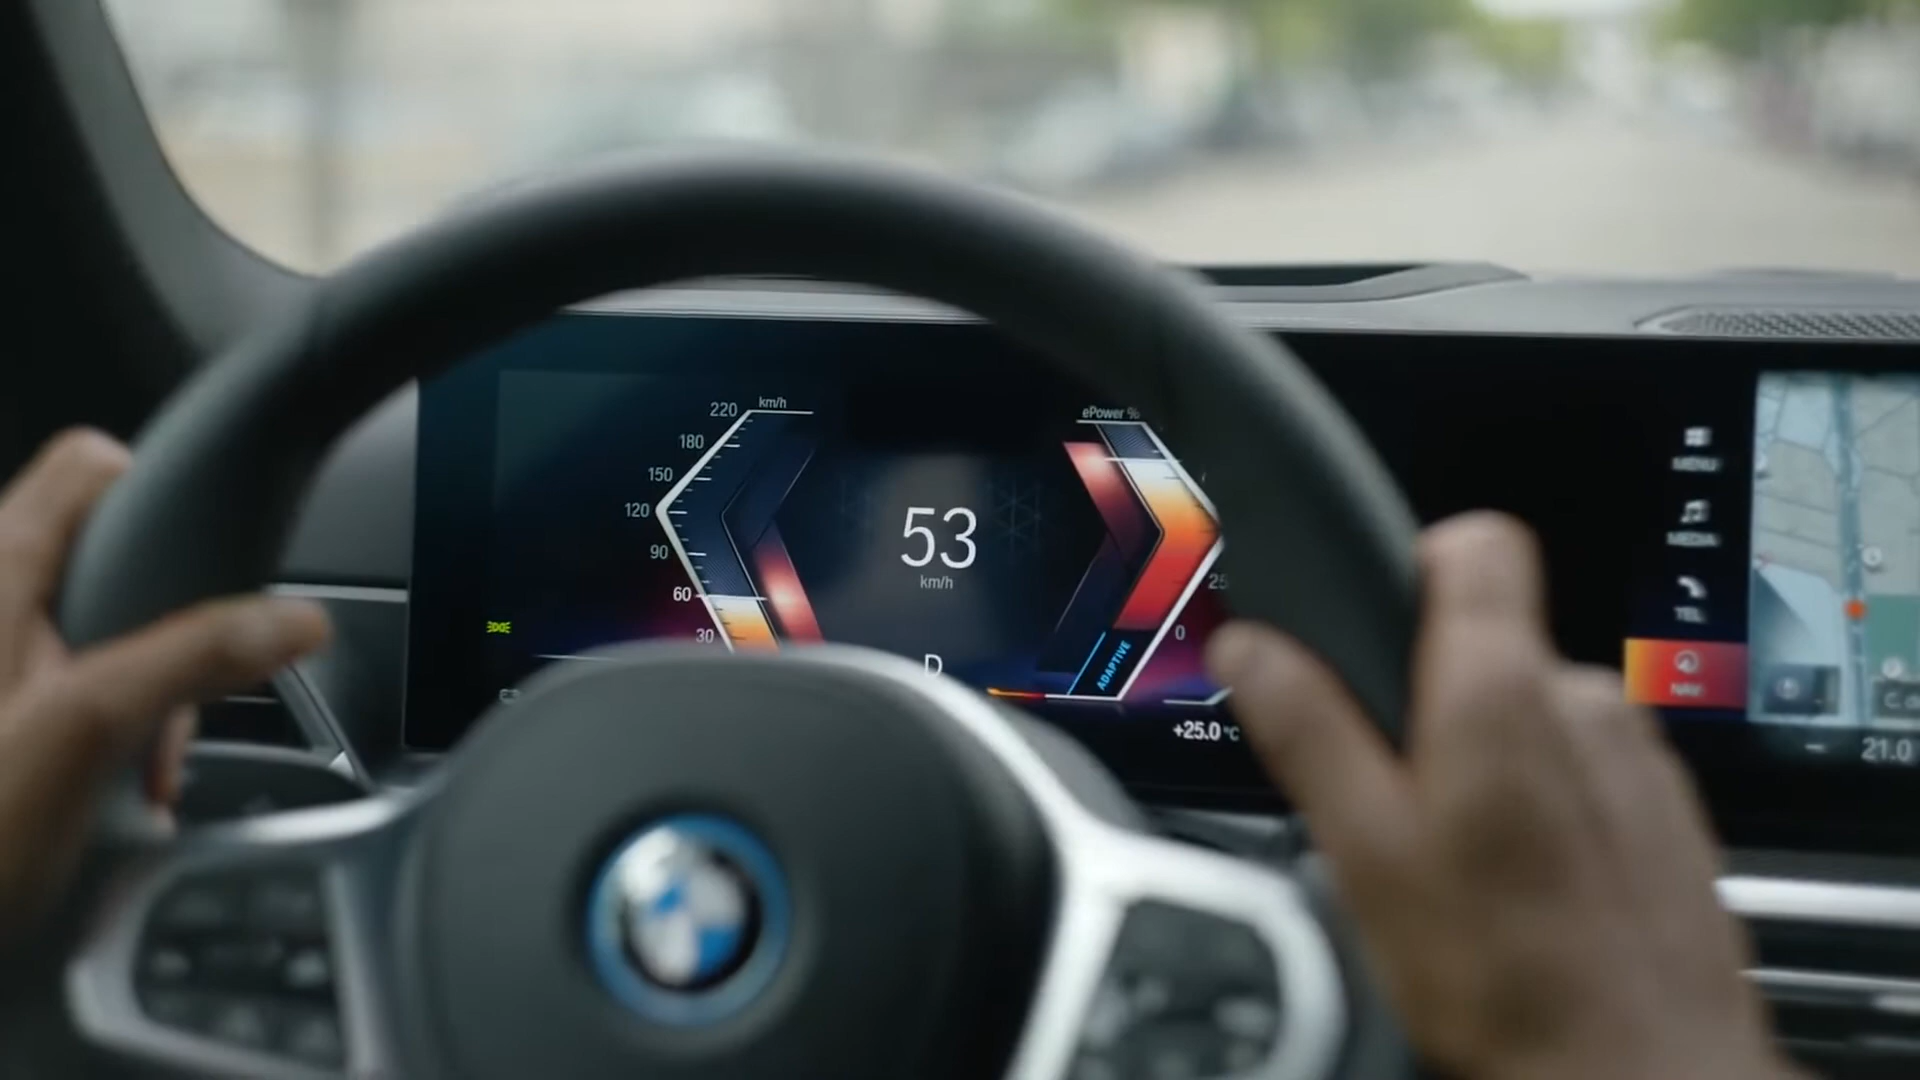 km/h
220
180
150
120
90
60
30
53
km/h
D
ePower %
25
0
ADAPTIVE
+25.0 °C
MENU
MEDIA
TEL
NAV
21.0